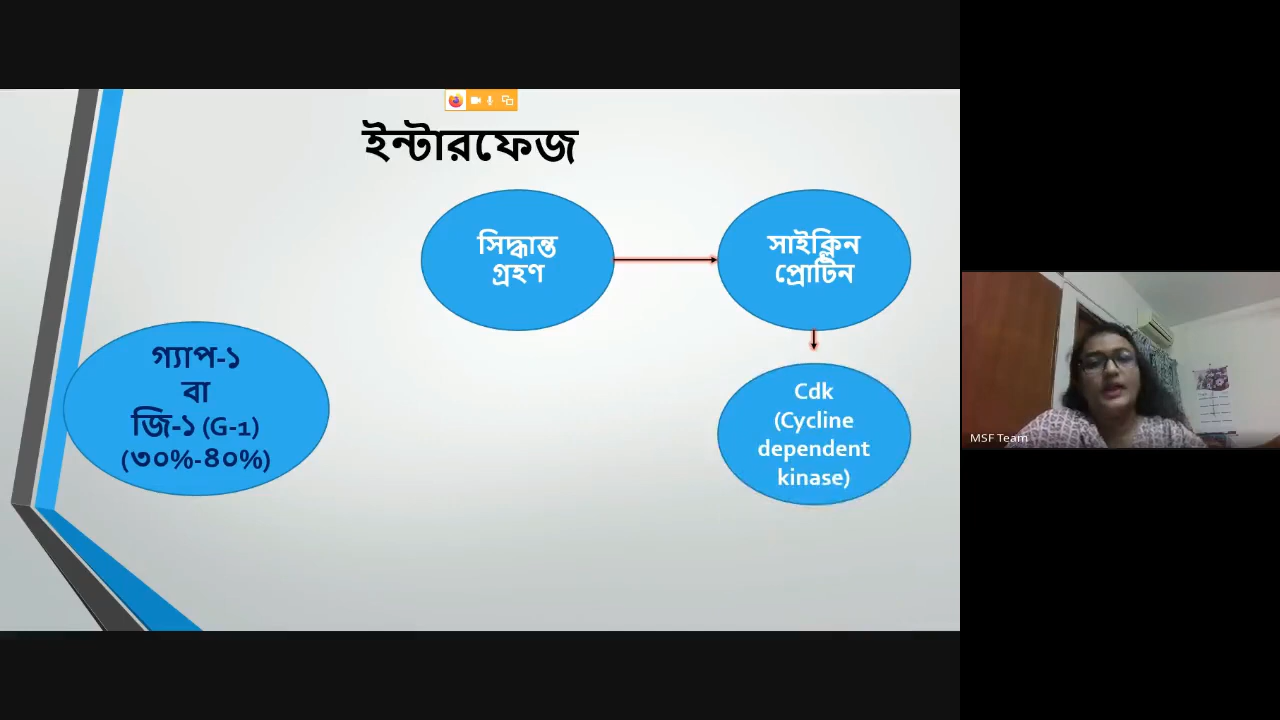 ইন্টারফেজ
সিদ্ধান্ত
গ্রহণ
সাইক্লিন
প্রোটিন
গ্যাপ-১
বা
জি-১ (G-1)
(৩০%-৪০%)
Cdk
(Cycline
dependent
kinase)
MSF Team